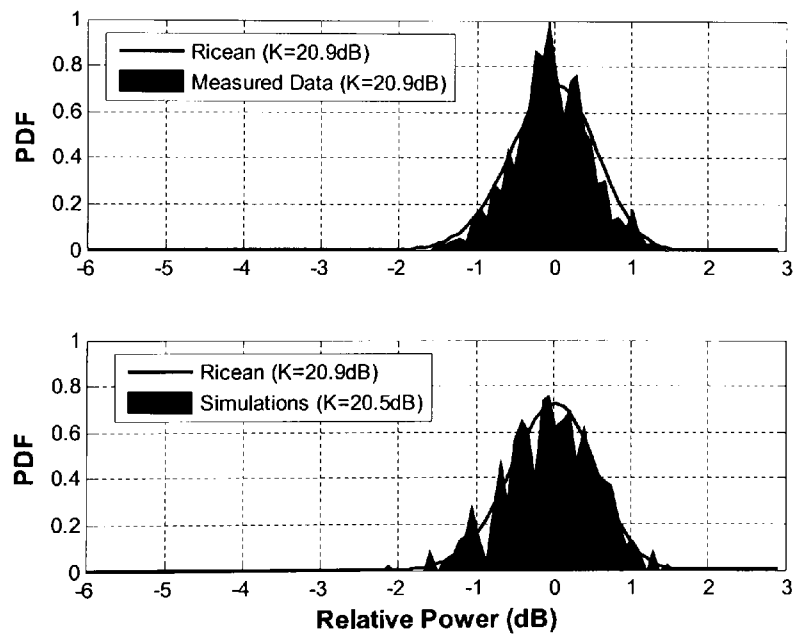 1
0.8
0.6
0.4
0.2
0
PDF
Ricean (K=20.9dB)
Measured Data (K=20.9dB)
-6 -5 -4 -3 -2 -1 0 1 2 3
1
0.8
0.6
0.4
0.2
0
PDF
Ricean (K=20.9dB)
Simulations (K=20.5dB)
-6 -5 -4 -3 -2 -1 0 1 2 3
Relative Power (dB)